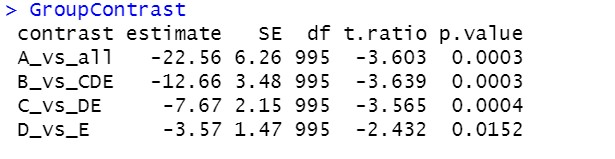 > GroupContrast
contrast estimate SE df t.ratio p.value
A_vs_all -22.56 6.26 995 -3.603 0.0003
B_vs_CDE -12.66 3.48 995 -3.639 0.0003
C_vs_DE -7.67 2.15 995 -3.565 0.0004
D_vs_E -3.57 1.47 995 -2.432 0.0152